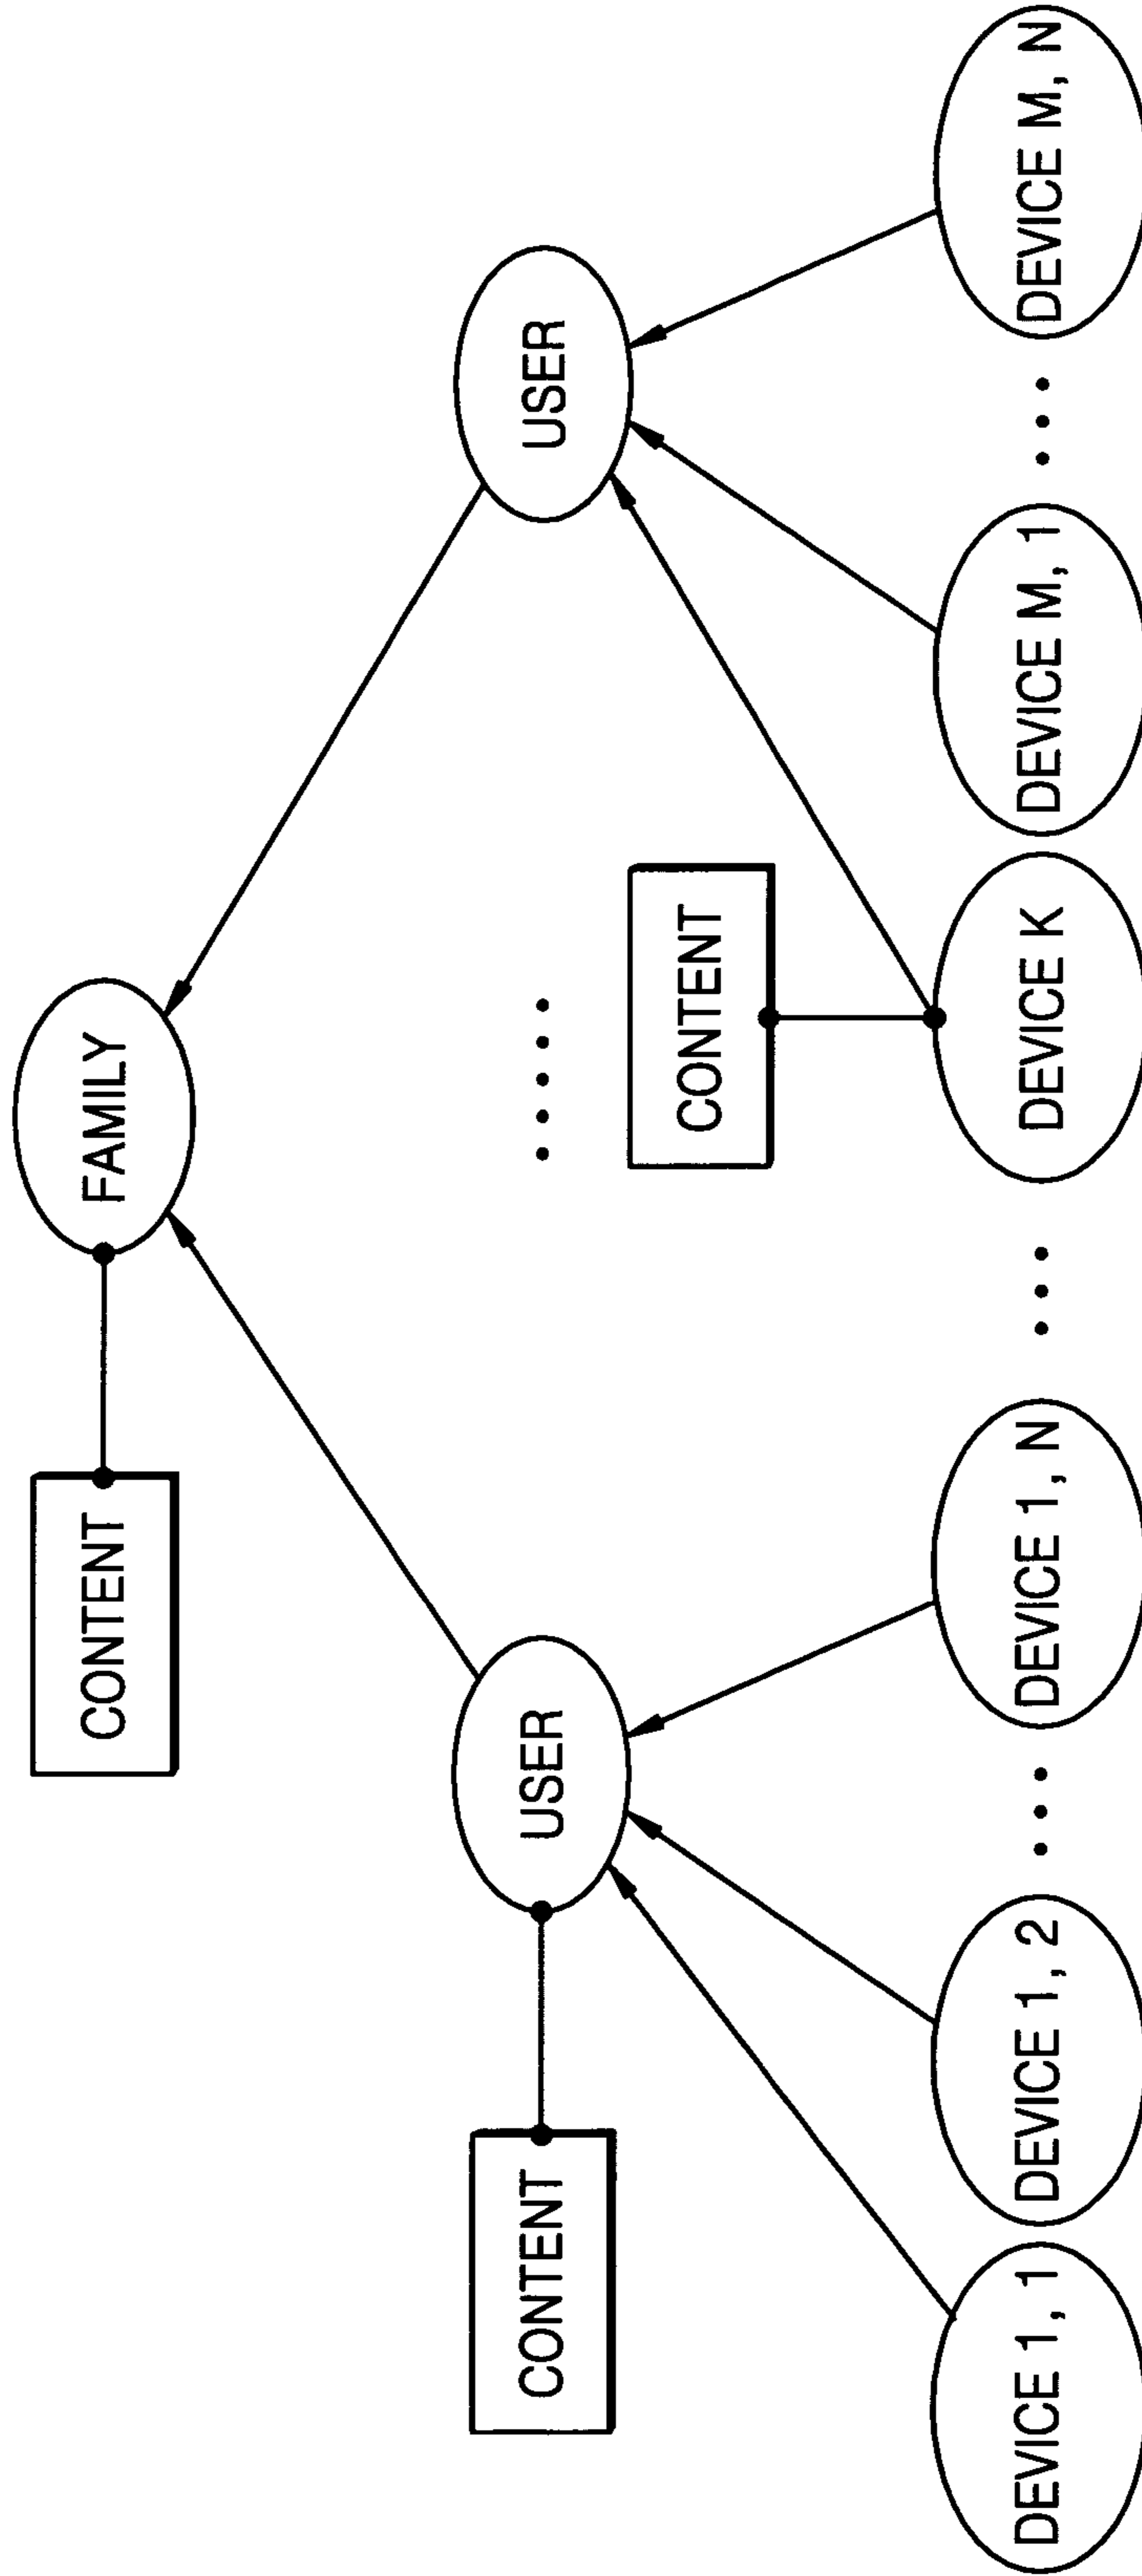 CONTENT
FAMILY
CONTENT
USER
.....
USER
CONTENT
DEVICE 1, 1
DEVICE 1, 2
...
DEVICE 1, N
...
DEVICE K
DEVICE M, 1
...
DEVICE M, N